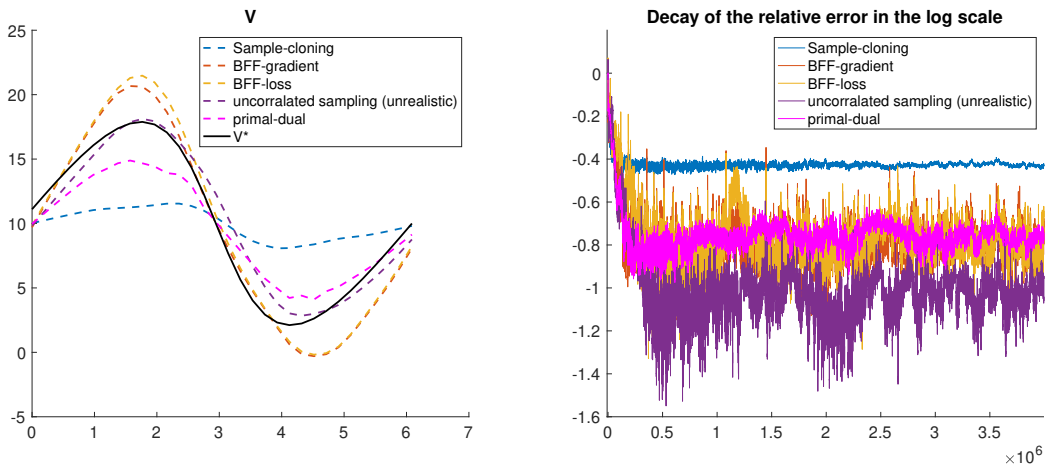 V
25
20
15
10
5
0
-5
0 1 2 3 4 5 6 7
Sample-cloning
BFF-gradient
BFF-loss
uncorralated sampling (unrealistic)
primal-dual
V*
Decay of the relative error in the log scale
0
-0.2
-0.4
-0.6
-0.8
-1
-1.2
-1.4
-1.6
0 0.5 1 1.5 2 2.5 3 3.5
×10^6
Sample-cloning
BFF-gradient
BFF-loss
uncorralated sampling (unrealistic)
primal-dual